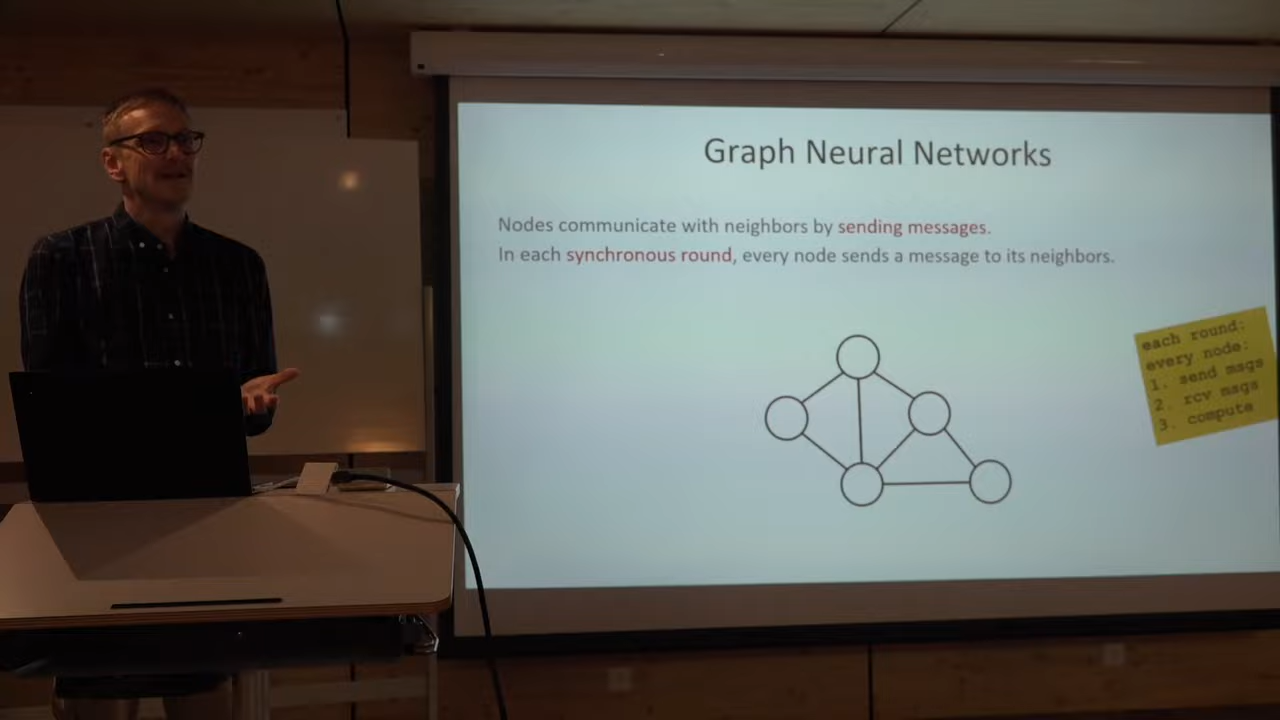 Graph Neural Networks
Nodes communicate with neighbors by sending messages.
In each synchronous round, every node sends a message to its neighbors.
each round:
every node:
1. send msgs
2. rcv msgs
3. compute